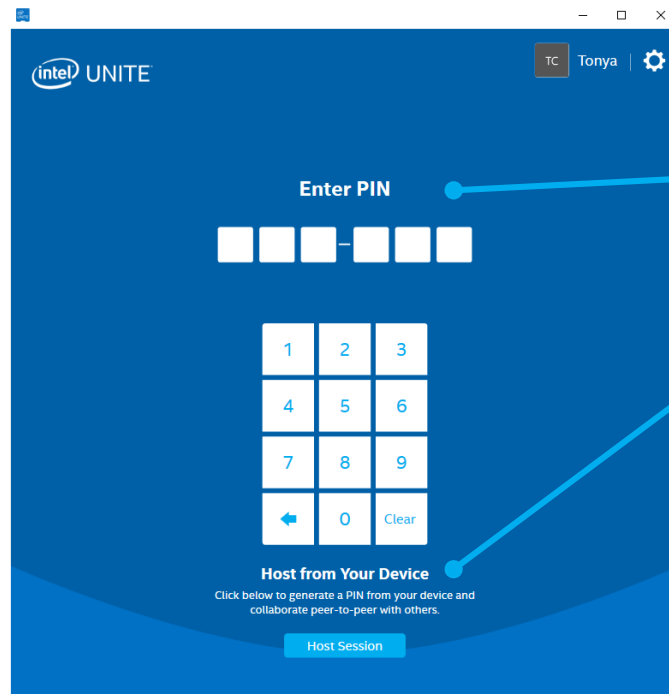 intel UNITE
TC Tonya
Enter PIN
1 2 3
4 5 6
7 8 9
0 Clear
Host from Your Device
Click below to generate a PIN from your device and
collaborate peer-to-peer with others.
Host Session